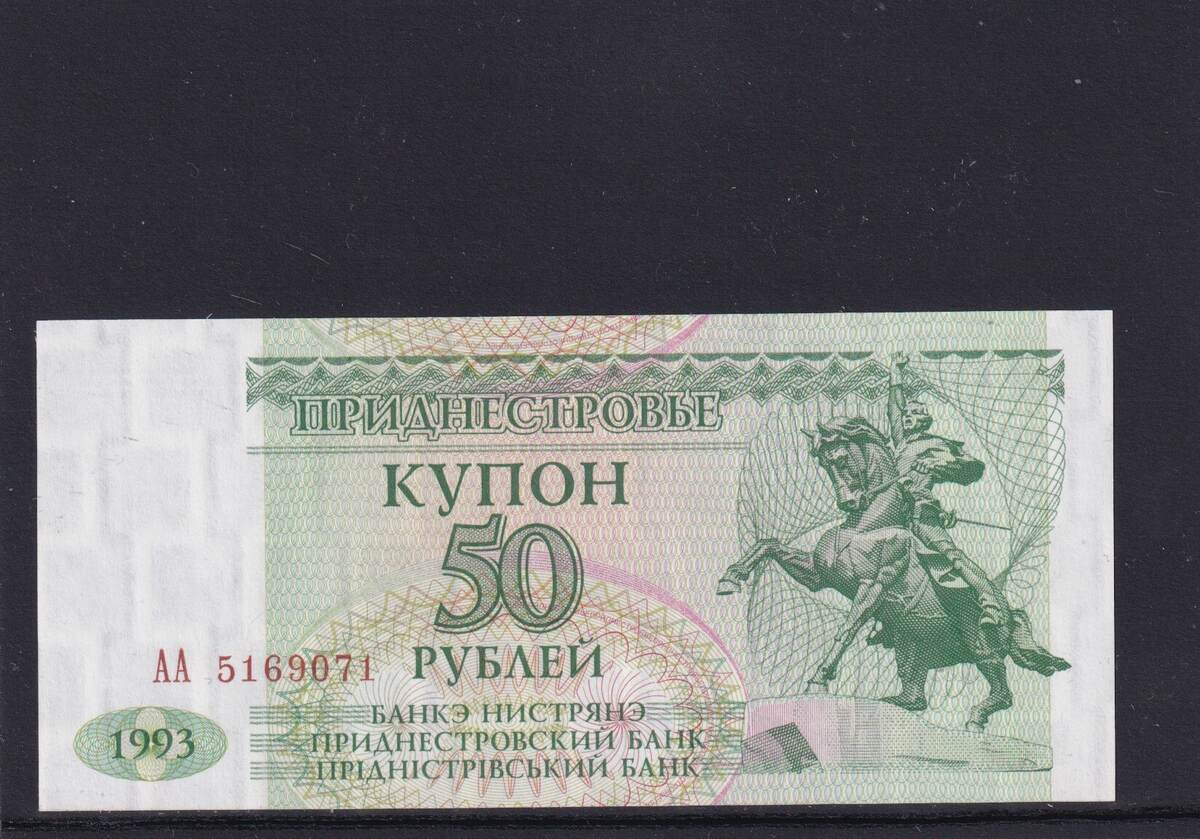 ПРИДНЕСТРОВЬЕ
КУПОН
50
РУБЛЕЙ
АА 5169071
БАНКЭ НИСТРЯНЭ
ПРИДНЕСТРОВСКИЙ БАНК
ПРІДНІСТРІВСЬКИЙ БАНК
1993